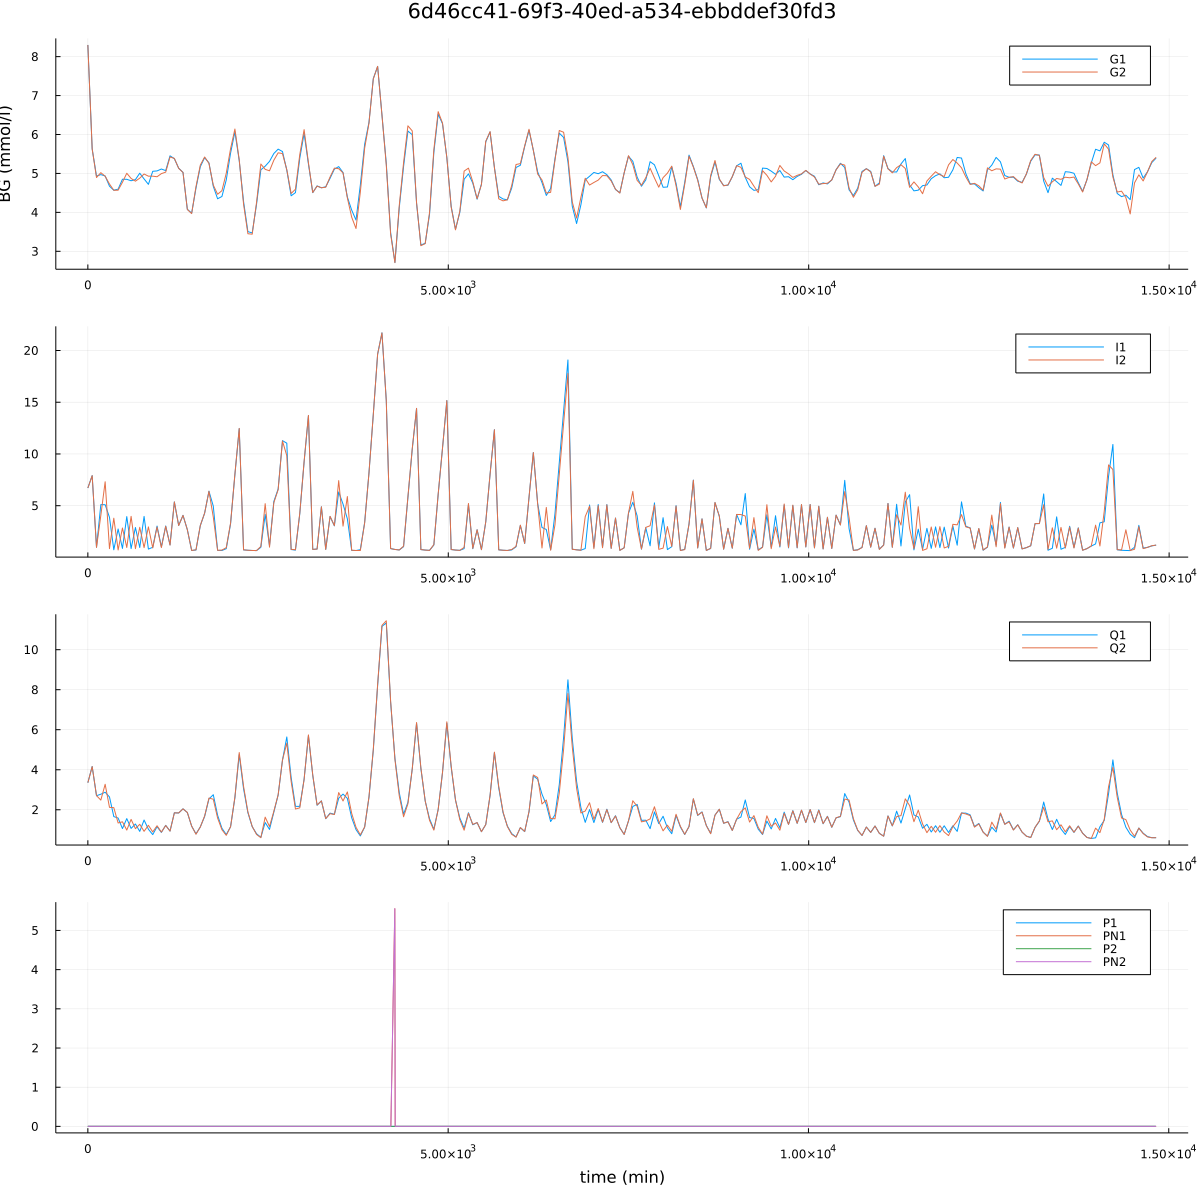 6d46cc41-69f3-40ed-a534-ebbddef30fd3
BG (mmol/l)
8
7
6
5
4
3
G1
G2
0 5.00×10³ 1.00×10⁴ 1.50×10⁴
20
15
10
5
I1
I2
0 5.00×10³ 1.00×10⁴ 1.50×10⁴
10
8
6
4
2
Q1
Q2
0 5.00×10³ 1.00×10⁴ 1.50×10⁴
5
4
3
2
1
0
P1
PN1
P2
PN2
0 5.00×10³ 1.00×10⁴ 1.50×10⁴
time (min)